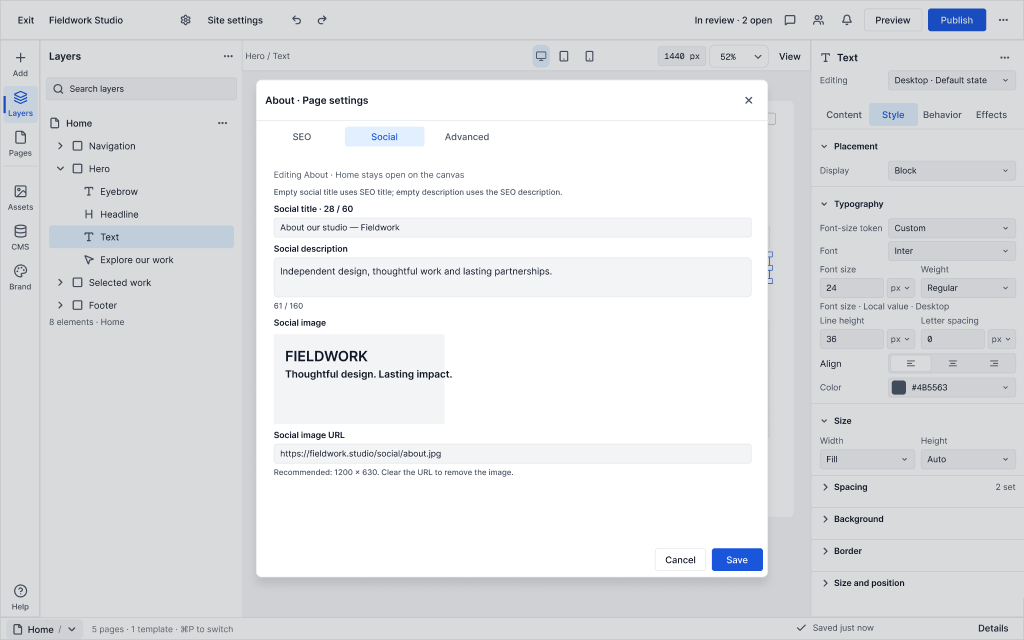 Exit
Fieldwork Studio
Site settings
In review · 2 open
Preview
Publish
Add
Layers
Pages
Assets
CMS
Brand
Help
Layers
Search layers
Home
Navigation
Hero
Eyebrow
Headline
Text
Explore our work
Selected work
Footer
8 elements · Home
Hero / Text
1440 px
52%
View
About · Page settings
SEO
Social
Advanced
Editing About · Home stays open on the canvas
Empty social title uses SEO title; empty description uses the SEO description.
Social title · 28 / 60
About our studio — Fieldwork
Social description
Independent design, thoughtful work and lasting partnerships.
61 / 160
Social image
FIELDWORK
Thoughtful design. Lasting impact.
Social image URL
https://fieldwork.studio/social/about.jpg
Recommended: 1200 × 630. Clear the URL to remove the image.
Cancel
Save
Text
Editing
Desktop · Default state
Content
Style
Behavior
Effects
Placement
Display
Block
Typography
Font-size token
Custom
Font
Inter
Font size
Weight
24
px
Regular
Font size · Local value · Desktop
Line height
Letter spacing
36
px
0
px
Align
Color
#4B5563
Size
Width
Height
Fill
Auto
Spacing
2 set
Background
Border
Size and position
Home /
5 pages · 1 template · ⌘P to switch
Saved just now
Details